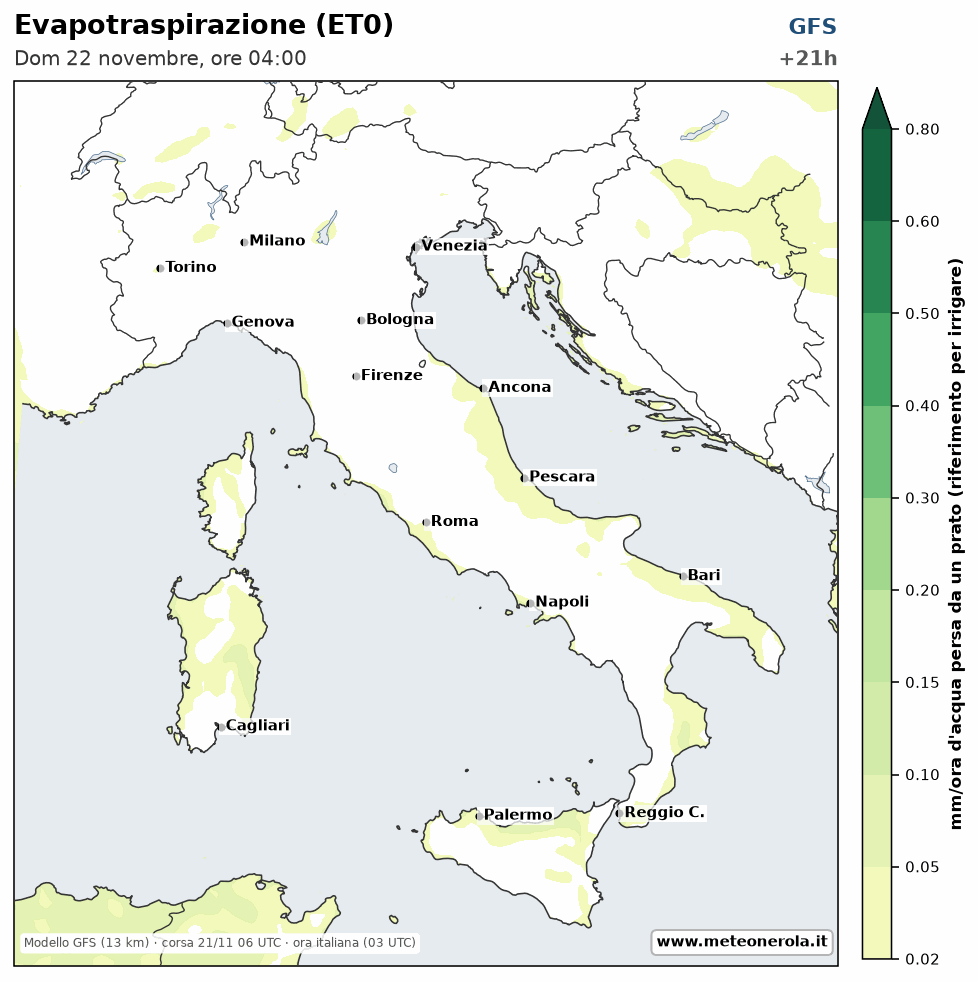 Evapotraspirazione (ET0)
GFS
Dom 22 novembre, ore 04:00
+21h
Milano
Venezia
Torino
Genova
Bologna
Firenze
Ancona
Pescara
Roma
Bari
Napoli
Cagliari
Palermo
Reggio C.
Modello GFS (13 km) · corsa 21/11 06 UTC · ora italiana (03 UTC)
www.meteonerola.it
0.80
0.60
0.50
0.40
0.30
0.20
0.15
0.10
0.05
0.02
mm/ora d'acqua persa da un prato (riferimento per irrigare)